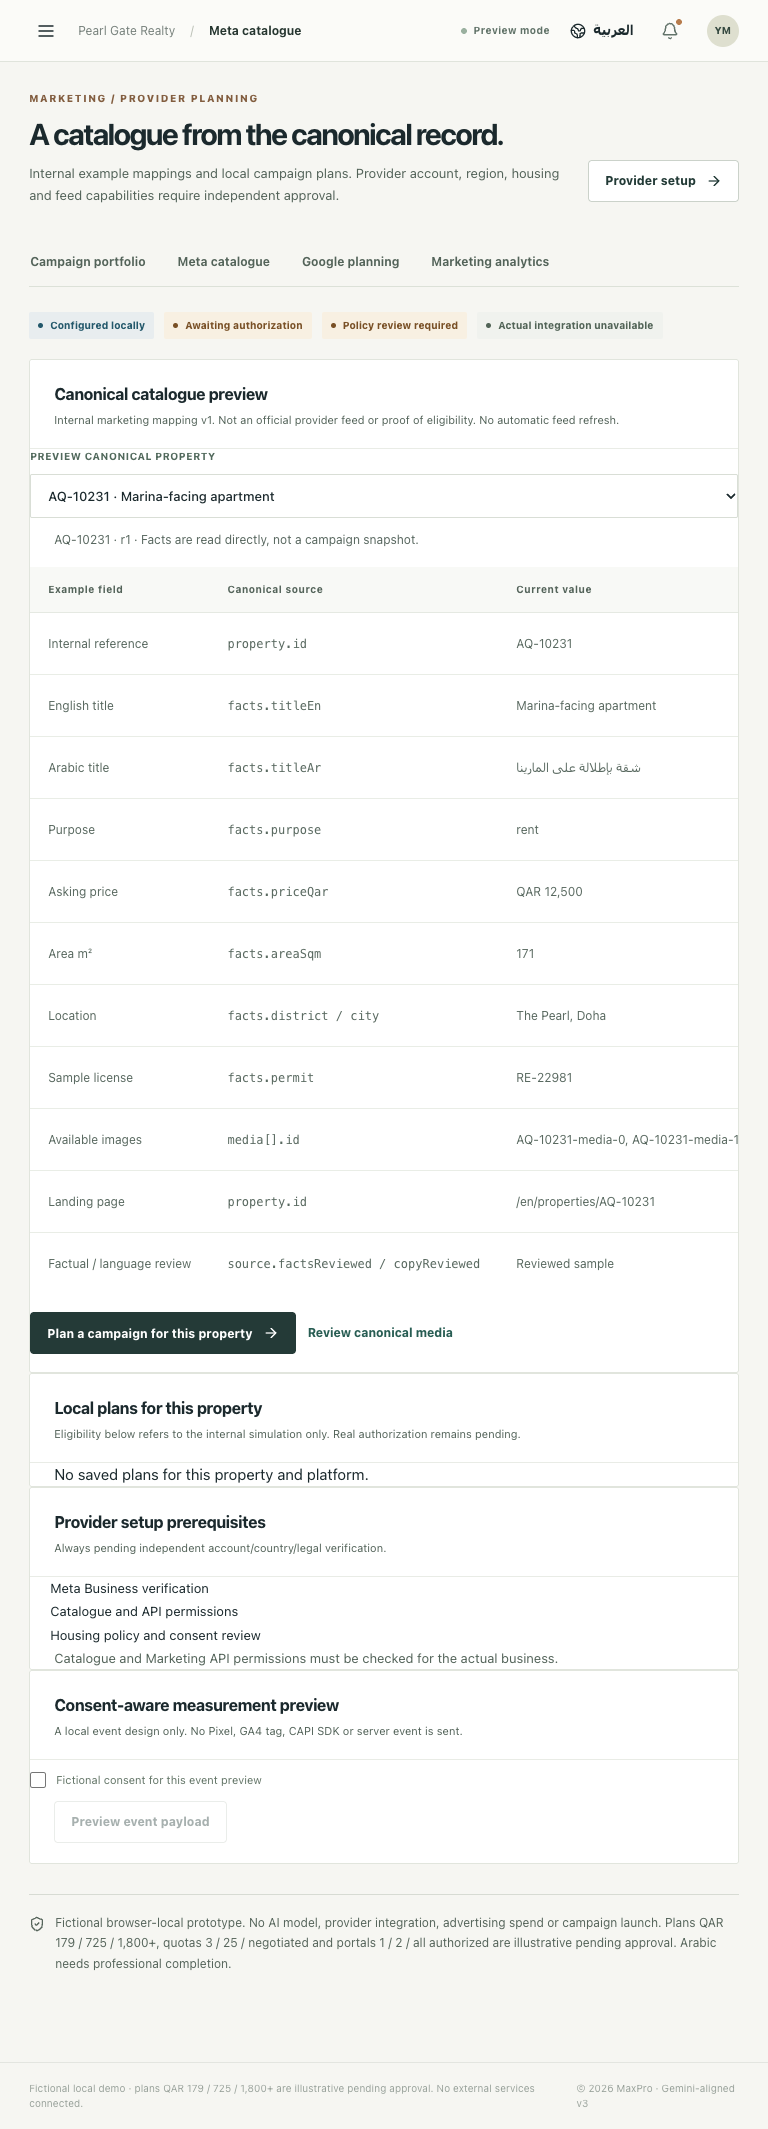 Pearl Gate Realty / Meta catalogue
Preview mode
العربية
YM
MARKETING / PROVIDER PLANNING
A catalogue from the canonical record.
Internal example mappings and local campaign plans. Provider account, region, housing
and feed capabilities require independent approval.
Provider setup
Campaign portfolio
Meta catalogue
Google planning
Marketing analytics
Configured locally
Awaiting authorization
Policy review required
Actual integration unavailable
Canonical catalogue preview
Internal marketing mapping v1. Not an official provider feed or proof of eligibility. No automatic feed refresh.
PREVIEW CANONICAL PROPERTY
AQ-10231 · Marina-facing apartment
AQ-10231 · r1 · Facts are read directly, not a campaign snapshot.
Example field Canonical source Current value
Internal reference property.id AQ-10231
English title facts.titleEn Marina-facing apartment
Arabic title facts.titleAr شقة بإطلالة على المارينا
Purpose facts.purpose rent
Asking price facts.priceQar QAR 12,500
Area m² facts.areaSqm 171
Location facts.district / city The Pearl, Doha
Sample license facts.permit RE-22981
Available images media[].id AQ-10231-media-0, AQ-10231-media-1
Landing page property.id /en/properties/AQ-10231
Factual / language review source.factsReviewed / copyReviewed Reviewed sample
Plan a campaign for this property
Review canonical media
Local plans for this property
Eligibility below refers to the internal simulation only. Real authorization remains pending.
No saved plans for this property and platform.
Provider setup prerequisites
Always pending independent account/country/legal verification.
Meta Business verification
Catalogue and API permissions
Housing policy and consent review
Catalogue and Marketing API permissions must be checked for the actual business.
Consent-aware measurement preview
A local event design only. No Pixel, GA4 tag, CAPI SDK or server event is sent.
Fictional consent for this event preview
Preview event payload
Fictional browser-local prototype. No AI model, provider integration, advertising spend or campaign launch. Plans QAR
179 / 725 / 1,800+, quotas 3 / 25 / negotiated and portals 1 / 2 / all authorized are illustrative pending approval. Arabic
needs professional completion.
Fictional local demo · plans QAR 179 / 725 / 1,800+ are illustrative pending approval. No external services
connected.
© 2026 MaxPro · Gemini-aligned
v3